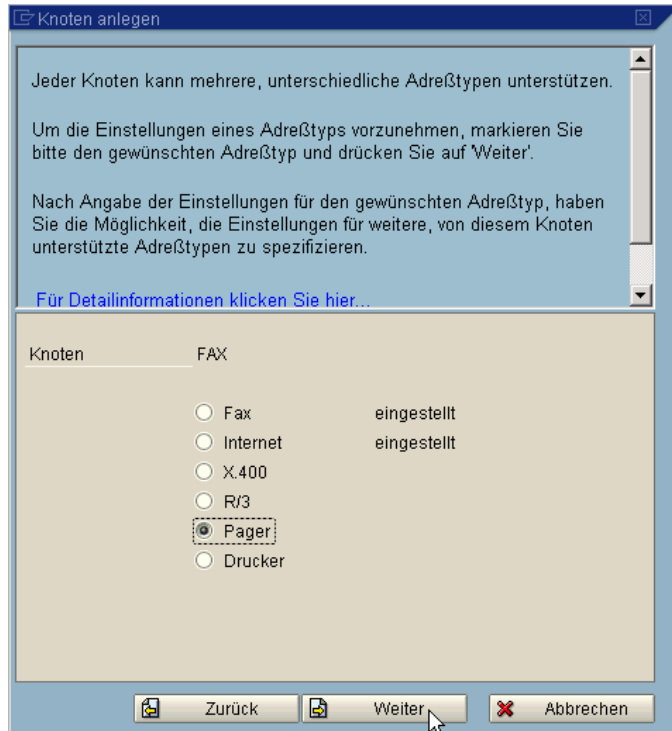 Knoten anlegen
Jeder Knoten kann mehrere, unterschiedliche Adreßtypen unterstützen.
Um die Einstellungen eines Adreßtyps vorzunehmen, markieren Sie
bitte den gewünschten Adreßtyp und drücken Sie auf 'Weiter'.
Nach Angabe der Einstellungen für den gewünschten Adreßtyp, haben
Sie die Möglichkeit, die Einstellungen für weitere, von diesem Knoten
unterstützte Adreßtypen zu spezifizieren.
Für Detailinformationen klicken Sie hier...
Knoten FAX
Fax eingestellt
Internet eingestellt
X.400
R/3
Pager
Drucker
Zurück Weiter Abbrechen